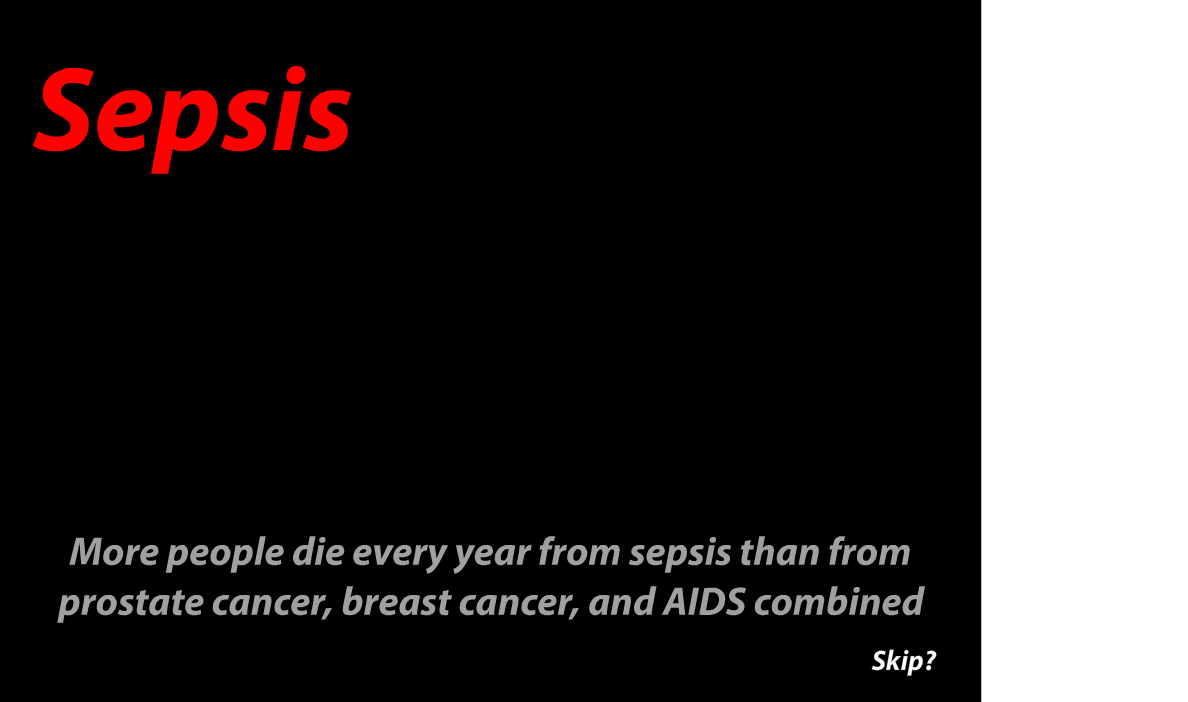 Sepsis
More people die every year from sepsis than from
prostate cancer, breast cancer, and AIDS combined
Skip?